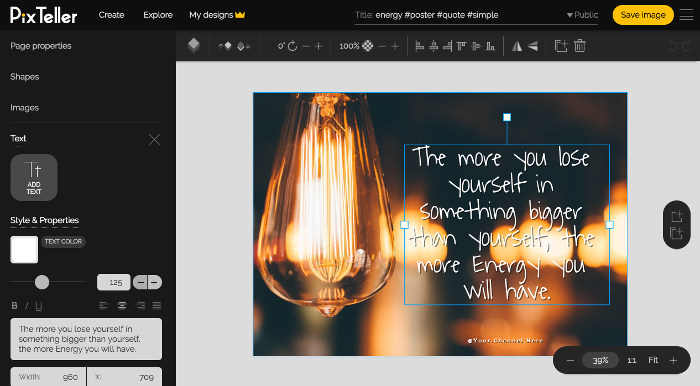 PixTeller
Create
Explore
My designs
Title: energy #poster #quote #simple
Public
Save image
Page properties
0°
100%
Shapes
Images
Text
Tt
ADD
TEXT
Style & Properties
TEXT COLOR
125
B I U
The more you lose yourself in
something bigger than yourself,
the more Energy you will have.
Width: 960
X: 709
The more you lose
yourself in
something bigger
than yourself, the
more Energy you
will have.
@Your.Channel.Here
39%
1:1
Fit